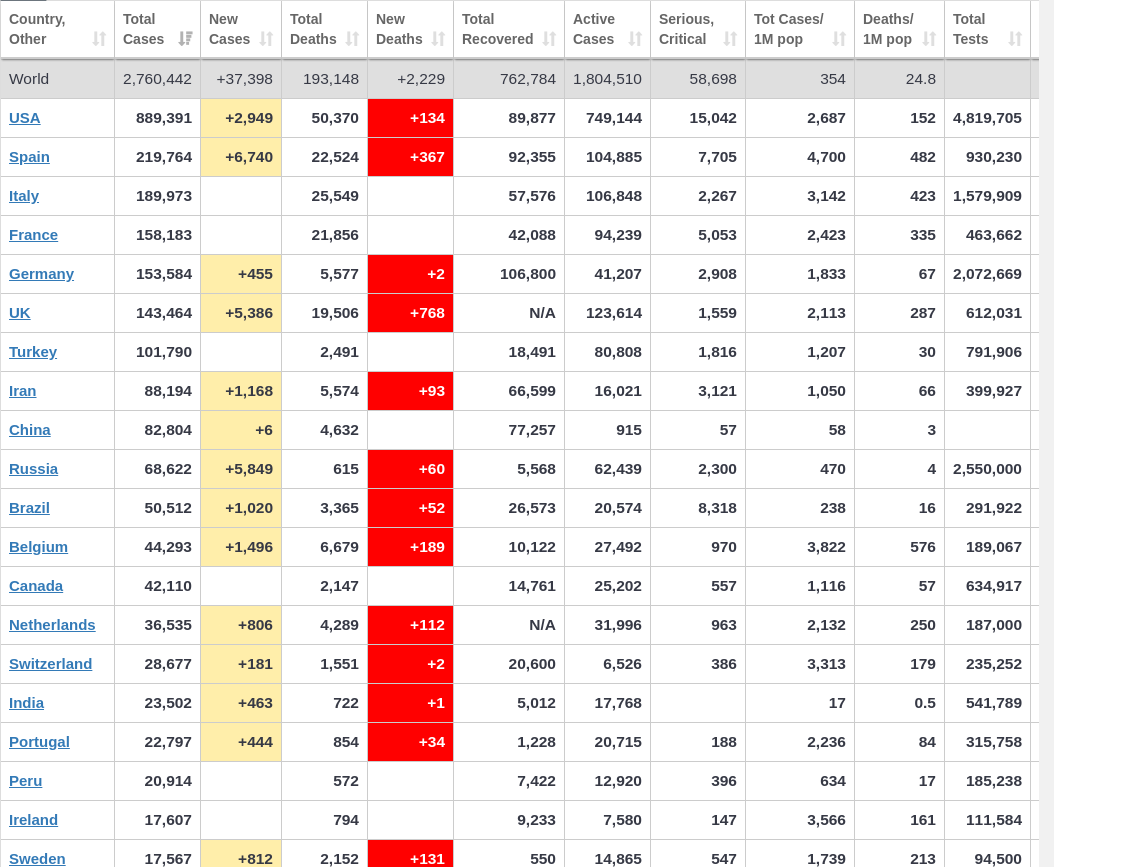 Country, Total New Total New Total Active Serious, Tot Cases/ Deaths/ Total
Other Cases Cases Deaths Deaths Recovered Cases Critical 1M pop 1M pop Tests
World 2,760,442 +37,398 193,148 +2,229 762,784 1,804,510 58,698 354 24.8
USA 889,391 +2,949 50,370 +134 89,877 749,144 15,042 2,687 152 4,819,705
Spain 219,764 +6,740 22,524 +367 92,355 104,885 7,705 4,700 482 930,230
Italy 189,973 25,549 57,576 106,848 2,267 3,142 423 1,579,909
France 158,183 21,856 42,088 94,239 5,053 2,423 335 463,662
Germany 153,584 +455 5,577 +2 106,800 41,207 2,908 1,833 67 2,072,669
UK 143,464 +5,386 19,506 +768 N/A 123,614 1,559 2,113 287 612,031
Turkey 101,790 2,491 18,491 80,808 1,816 1,207 30 791,906
Iran 88,194 +1,168 5,574 +93 66,599 16,021 3,121 1,050 66 399,927
China 82,804 +6 4,632 77,257 915 57 58 3
Russia 68,622 +5,849 615 +60 5,568 62,439 2,300 470 4 2,550,000
Brazil 50,512 +1,020 3,365 +52 26,573 20,574 8,318 238 16 291,922
Belgium 44,293 +1,496 6,679 +189 10,122 27,492 970 3,822 576 189,067
Canada 42,110 2,147 14,761 25,202 557 1,116 57 634,917
Netherlands 36,535 +806 4,289 +112 N/A 31,996 963 2,132 250 187,000
Switzerland 28,677 +181 1,551 +2 20,600 6,526 386 3,313 179 235,252
India 23,502 +463 722 +1 5,012 17,768 17 0.5 541,789
Portugal 22,797 +444 854 +34 1,228 20,715 188 2,236 84 315,758
Peru 20,914 572 7,422 12,920 396 634 17 185,238
Ireland 17,607 794 9,233 7,580 147 3,566 161 111,584
Sweden 17,567 +812 2,152 +131 550 14,865 547 1,739 213 94,500